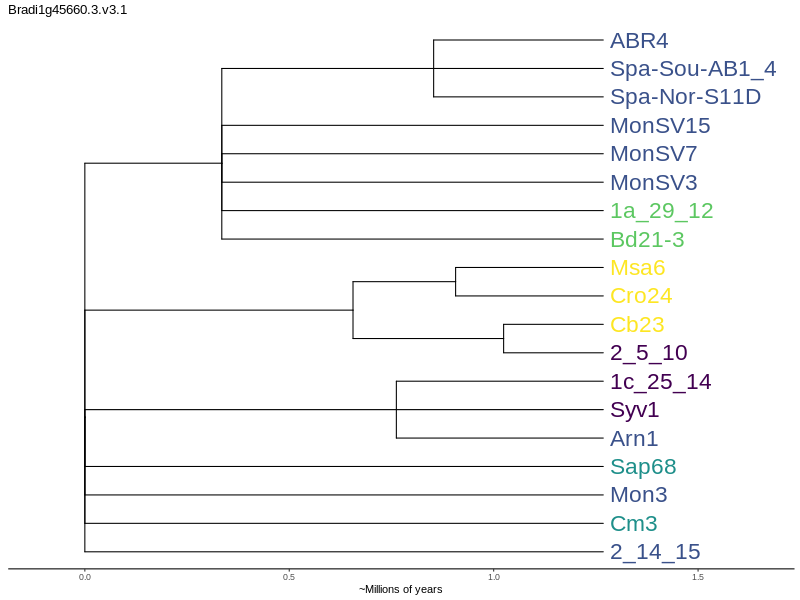 Bradi1g45660.3.v3.1
ABR4
Spa-Sou-AB1_4
Spa-Nor-S11D
MonSV15
MonSV7
MonSV3
1a_29_12
Bd21-3
Msa6
Cro24
Cb23
2_5_10
1c_25_14
Syv1
Arn1
Sap68
Mon3
Cm3
2_14_15
0.0 0.5 1.0 1.5
~Millions of years